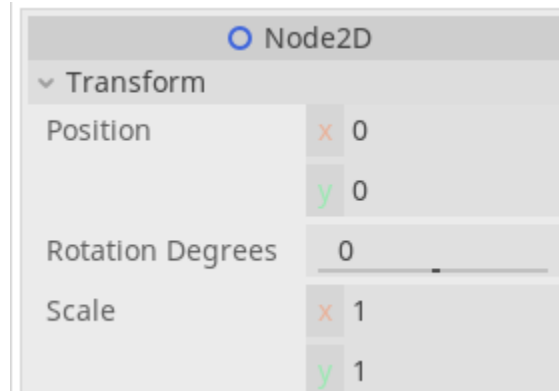 Node2D
Transform
Position x 0
y 0
Rotation Degrees 0
Scale x 1
y 1